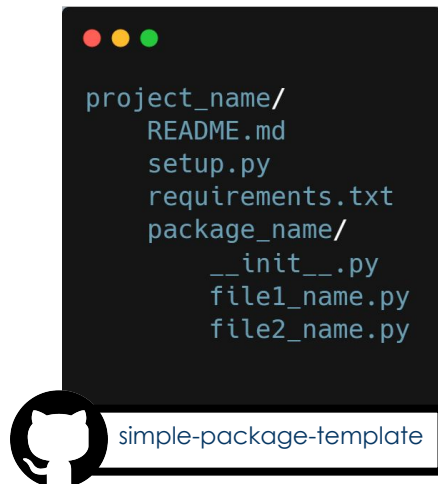 project_name/
README.md
setup.py
requirements.txt
package_name/
__init__.py
file1_name.py
file2_name.py
simple-package-template